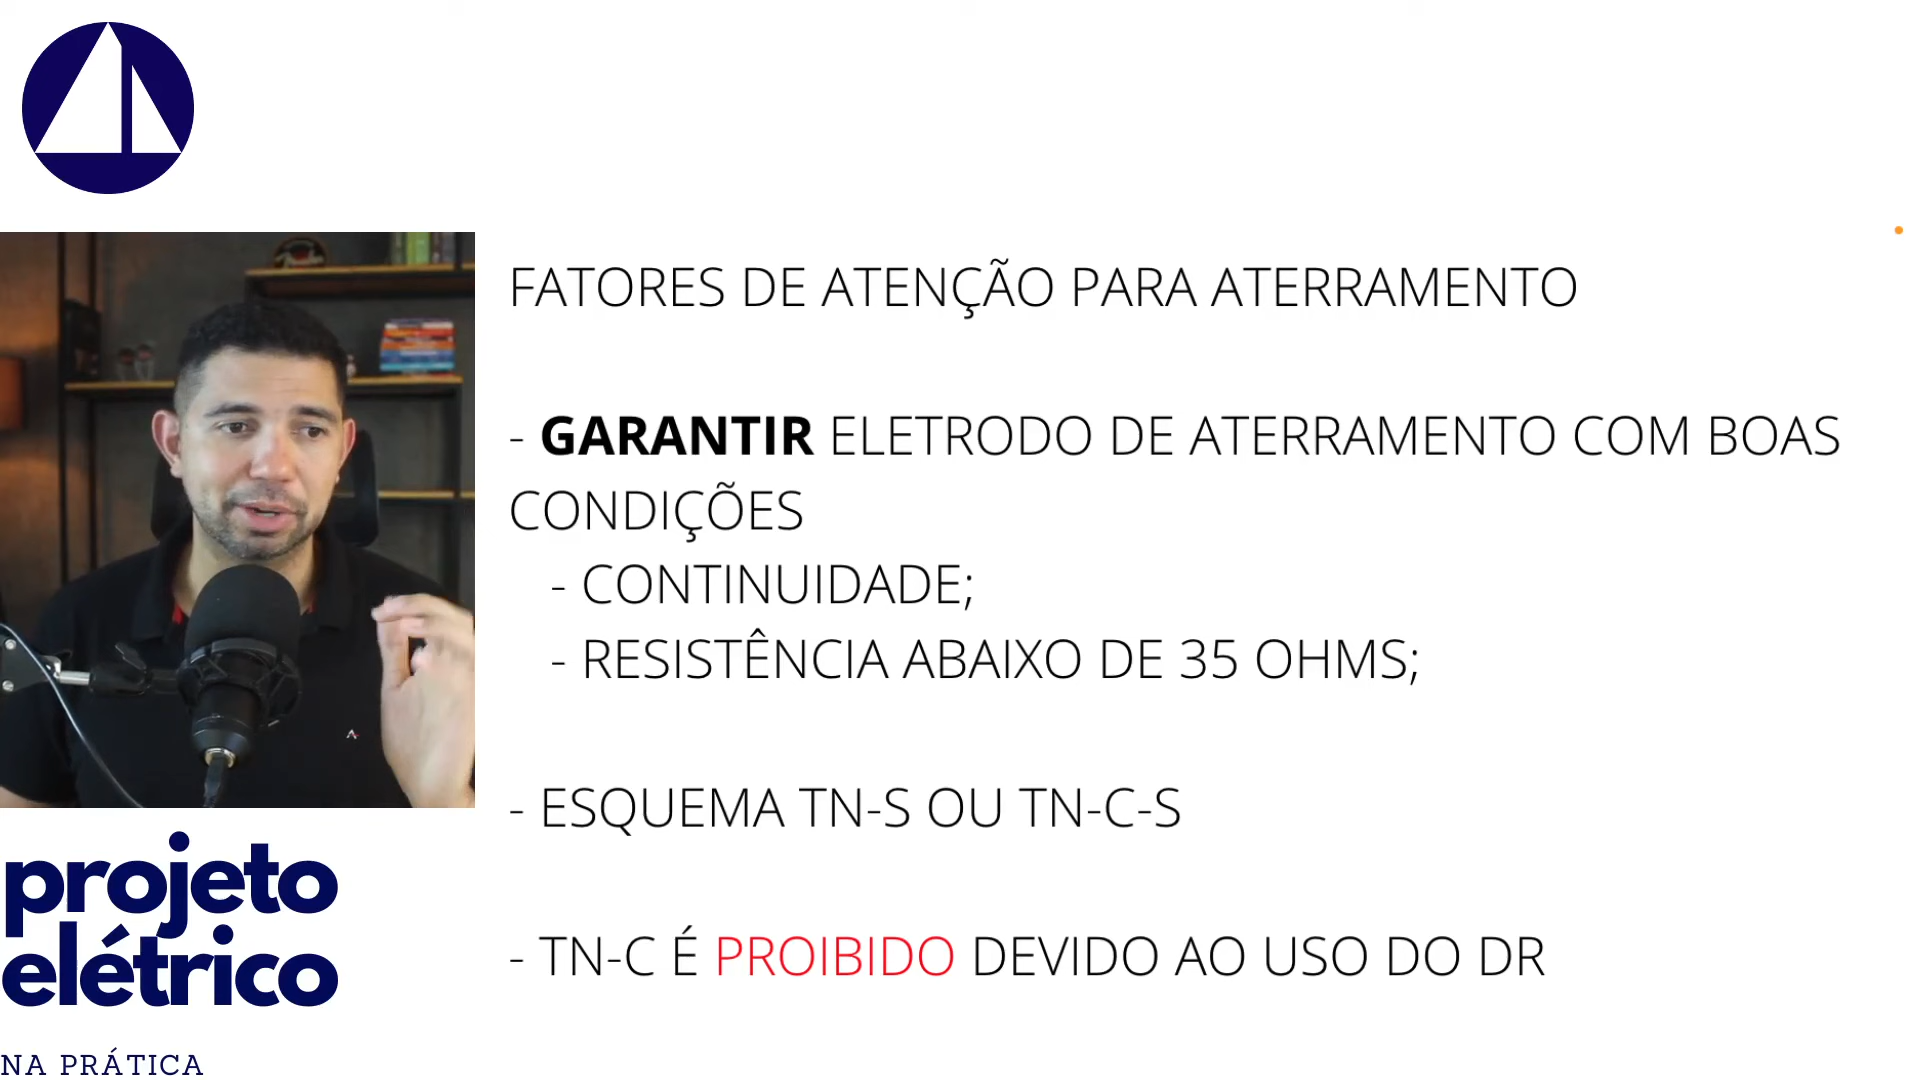 FATORES DE ATENÇÃO PARA ATERRAMENTO
- GARANTIR ELETRODO DE ATERRAMENTO COM BOAS
CONDIÇÕES
- CONTINUIDADE;
- RESISTÊNCIA ABAIXO DE 35 OHMS;
- ESQUEMA TN-S OU TN-C-S
- TN-C É PROIBIDO DEVIDO AO USO DO DR
projeto
elétrico
NA PRÁTICA